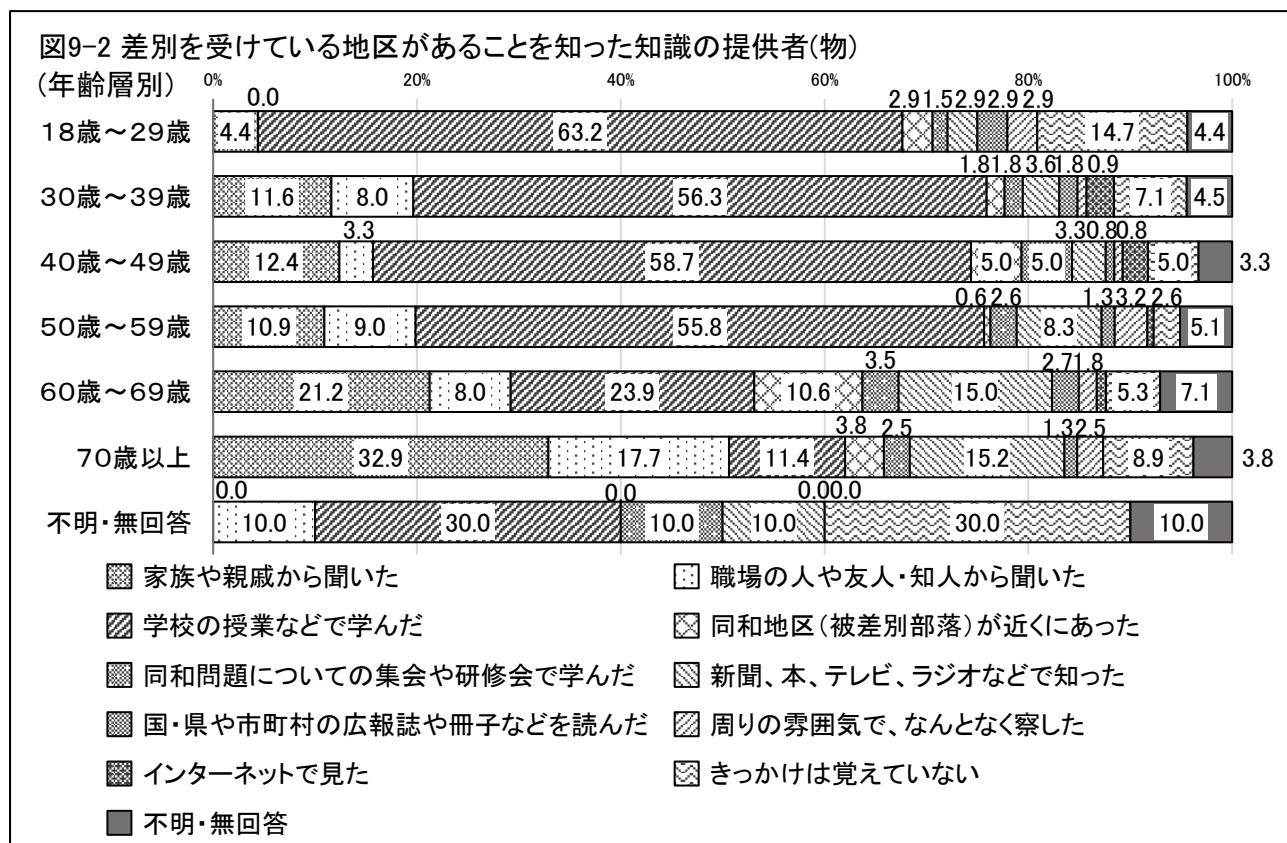 図9-2 差別を受けている地区があることを知った知識の提供者(物)
(年齢層別)
0% 20% 40% 60% 80% 100%
0.0 2.9 1.5 2.9 2.9 2.9
18歳～29歳 4.4 63.2 14.7 4.4
1.8 1.8 3.6 1.8 0.9
30歳～39歳 11.6 8.0 56.3 7.1 4.5
3.3 3.3 0.8 0.8
40歳～49歳 12.4 58.7 5.0 5.0 5.0 3.3
0.6 2.6 1.3 3.2 2.6
50歳～59歳 10.9 9.0 55.8 8.3 5.1
3.5 2.7 1.8
60歳～69歳 21.2 8.0 23.9 10.6 15.0 5.3 7.1
3.8 2.5 1.3 2.5
70歳以上 32.9 17.7 11.4 15.2 8.9 3.8
0.0 0.0 0.0 0.0
不明・無回答 10.0 30.0 10.0 10.0 30.0 10.0
家族や親戚から聞いた 職場の人や友人・知人から聞いた
学校の授業などで学んだ 同和地区(被差別部落)が近くにあった
同和問題についての集会や研修会で学んだ 新聞、本、テレビ、ラジオなどで知った
国・県や市町村の広報誌や冊子などを読んだ 周りの雰囲気で、なんとなく察した
インターネットで見た きっかけは覚えていない
不明・無回答